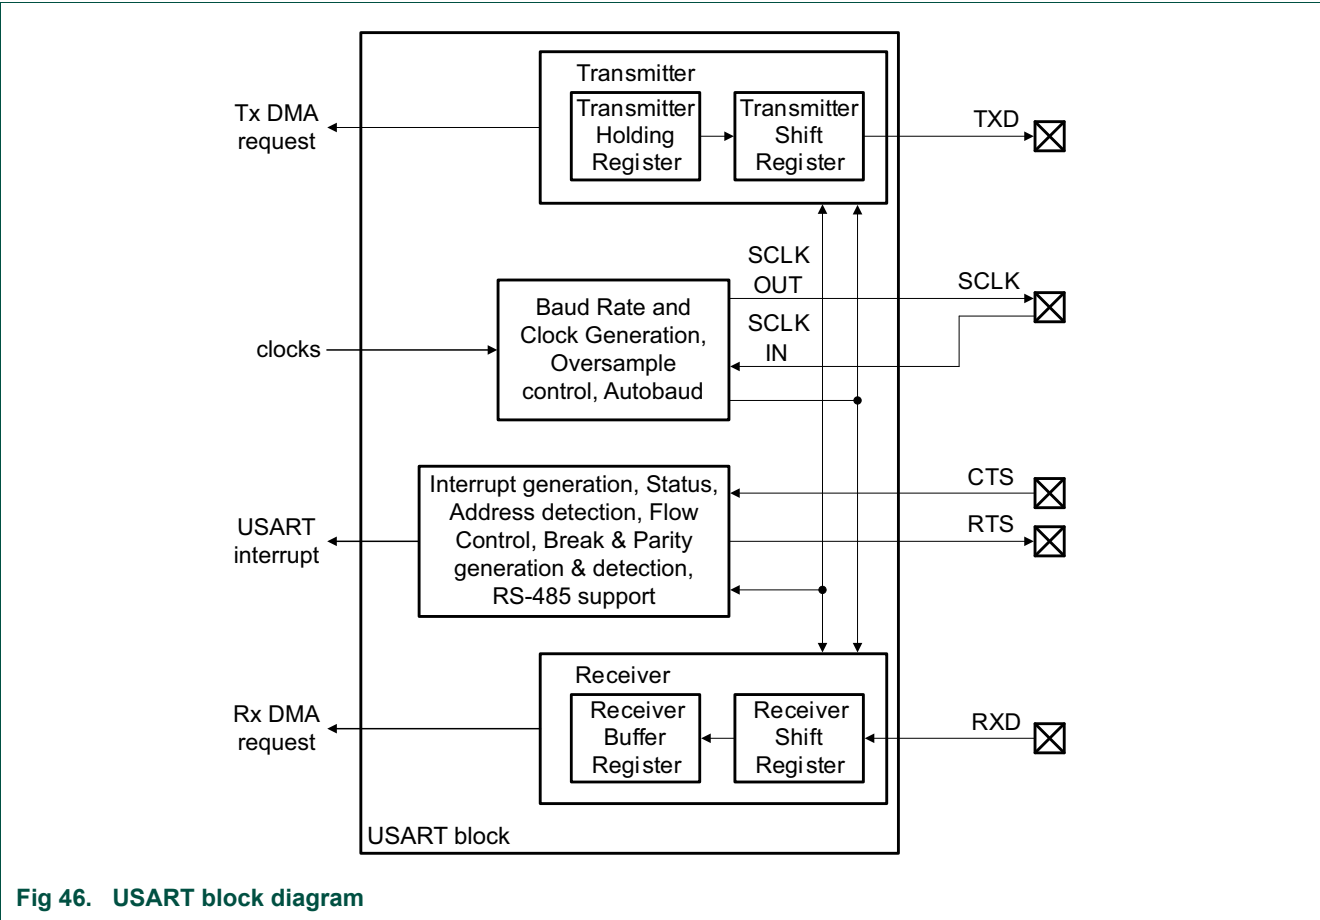 Transmitter
Transmitter
Holding
Register
Transmitter
Shift
Register
Tx DMA
request
TXD
SCLK
OUT
SCLK
Baud Rate and
Clock Generation,
Oversample
control, Autobaud
SCLK
IN
clocks
Interrupt generation, Status,
Address detection, Flow
Control, Break & Parity
generation & detection,
RS-485 support
CTS
RTS
USART
interrupt
Receiver
Receiver
Buffer
Register
Receiver
Shift
Register
Rx DMA
request
RXD
USART block
Fig 46. USART block diagram